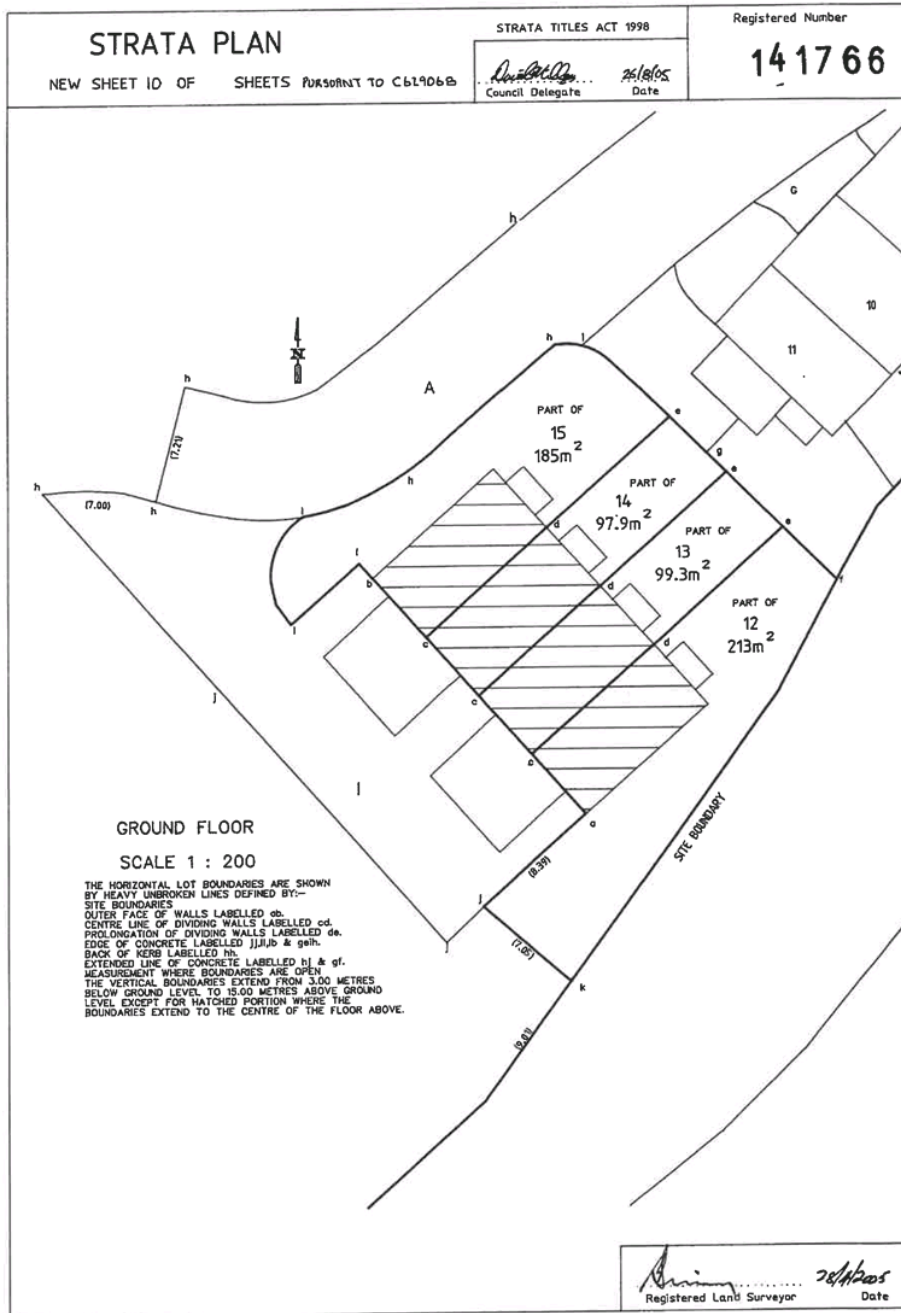 STRATA PLAN
NEW SHEET 10 OF SHEETS PURSUANT TO C629068
STRATA TITLES ACT 1998
26/8/05
Council Delegate Date
Registered Number
141766
h
G
10
11
h
A
h i
h
N
(7.21)
PART OF
15
185m²
e
g
e
h
(7.00)
h
i
h
PART OF
14
97.9m²
d
PART OF
13
99.3m²
e
f
i
b
d
PART OF
12
213m²
i
c
d
j
c
c
J
a
SITE BOUNDARY
(8.39)
j
j
(7.05)
k
(9.01)
GROUND FLOOR
SCALE 1 : 200
THE HORIZONTAL LOT BOUNDARIES ARE SHOWN
BY HEAVY UNBROKEN LINES DEFINED BY:-
SITE BOUNDARIES
OUTER FACE OF WALLS LABELLED ab.
CENTRE LINE OF DIVIDING WALLS LABELLED cd.
PROLONGATION OF DIVIDING WALLS LABELLED de.
EDGE OF CONCRETE LABELLED jj,ii,ib & geih.
BACK OF KERB LABELLED hh.
EXTENDED LINE OF CONCRETE LABELLED hj & gf.
MEASUREMENT WHERE BOUNDARIES ARE OPEN
THE VERTICAL BOUNDARIES EXTEND FROM 3.00 METRES
BELOW GROUND LEVEL TO 15.00 METRES ABOVE GROUND
LEVEL EXCEPT FOR HATCHED PORTION WHERE THE
BOUNDARIES EXTEND TO THE CENTRE OF THE FLOOR ABOVE.
Registered Land Surveyor Date